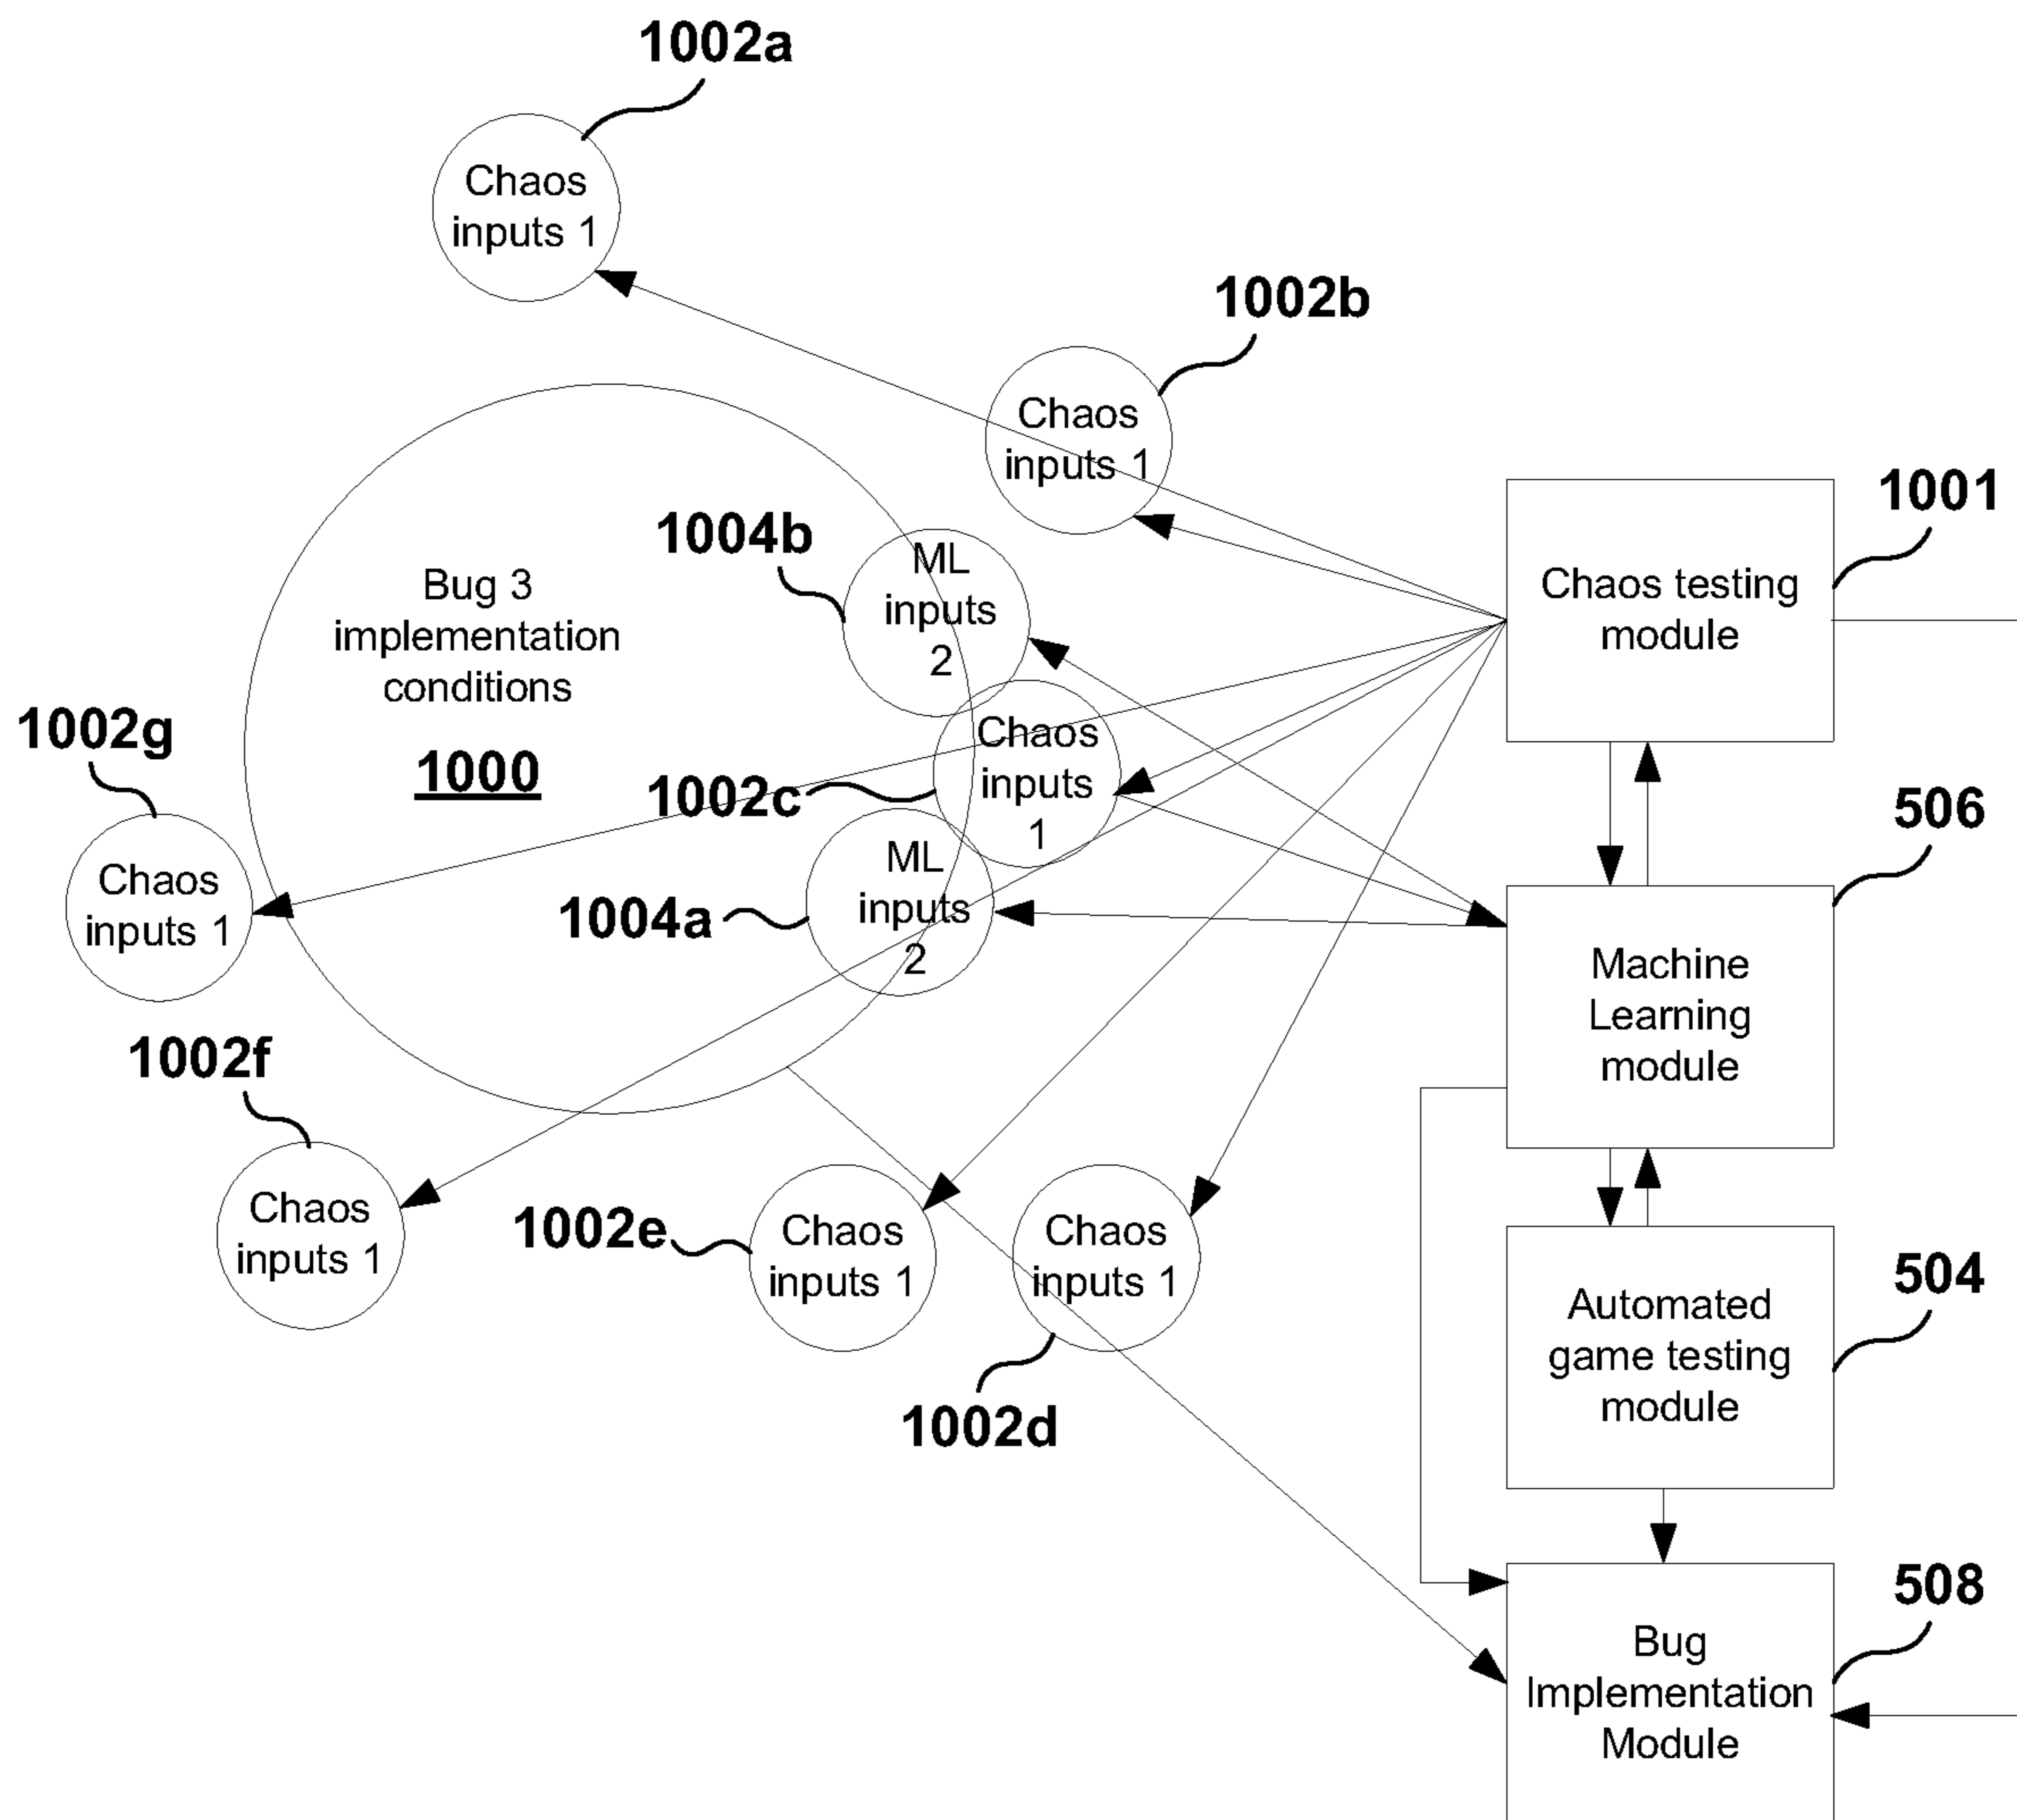 1002a
Chaos
inputs 1
1002b
Chaos
inputs 1
1001
Chaos testing
module
1004b
ML
inputs
2
Bug 3
implementation
conditions
1000
1002g
Chaos
inputs 1
1002c
Chaos
inputs
1
506
Machine
Learning
module
1004a
ML
inputs
2
1002f
Chaos
inputs 1
1002e
Chaos
inputs 1
Chaos
inputs 1
1002d
504
Automated
game testing
module
508
Bug
Implementation
Module